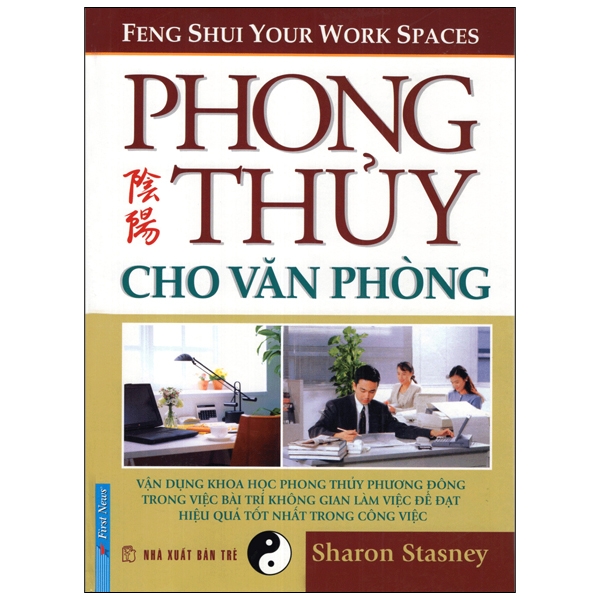 FENG SHUI YOUR WORK SPACES
PHONG
陰陽
THỦY
CHO VĂN PHÒNG
VẬN DỤNG KHOA HỌC PHONG THỦY PHƯƠNG ĐÔNG
TRONG VIỆC BÀI TRÍ KHÔNG GIAN LÀM VIỆC ĐỂ ĐẠT
HIỆU QUẢ TỐT NHẤT TRONG CÔNG VIỆC
First News
NHÀ XUẤT BẢN TRẺ
Sharon Stasney